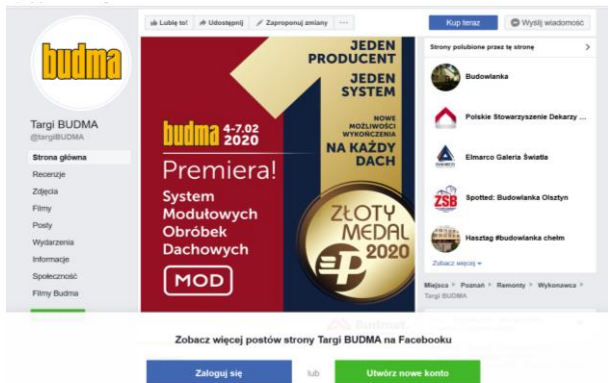 Lubię to!
Udostępnij
Zaproponuj zmiany
Kup teraz
Wyślij wiadomość
budma
Targi BUDMA
@targiBUDMA
Strona główna
Recenzje
Zdjęcia
Filmy
Posty
Wydarzenia
Informacje
Społeczność
Filmy Budma
JEDEN
PRODUCENT
JEDEN
SYSTEM
NOWE
MOŻLIWOŚCI
WYKOŃCZENIA
NA KAŻDY
DACH
1
budma 4-7.02
2020
Premiera!
System
Modułowych
Obróbek
Dachowych
MOD
ZŁOTY
MEDAL
2020
Strony polubione przez tę stronę
Budowlanka
Polskie Stowarzyszenie Dekarzy ...
Elmarco Galeria Światła
ZSB
Spotted: Budowlanka Olsztyn
Hasztag #budowlanka chełm
Zobacz więcej
Miejsca Poznań Remonty Wykonawca
Targi BUDMA
Zobacz więcej postów strony Targi BUDMA na Facebooku
Zaloguj się
lub
Utwórz nowe konto